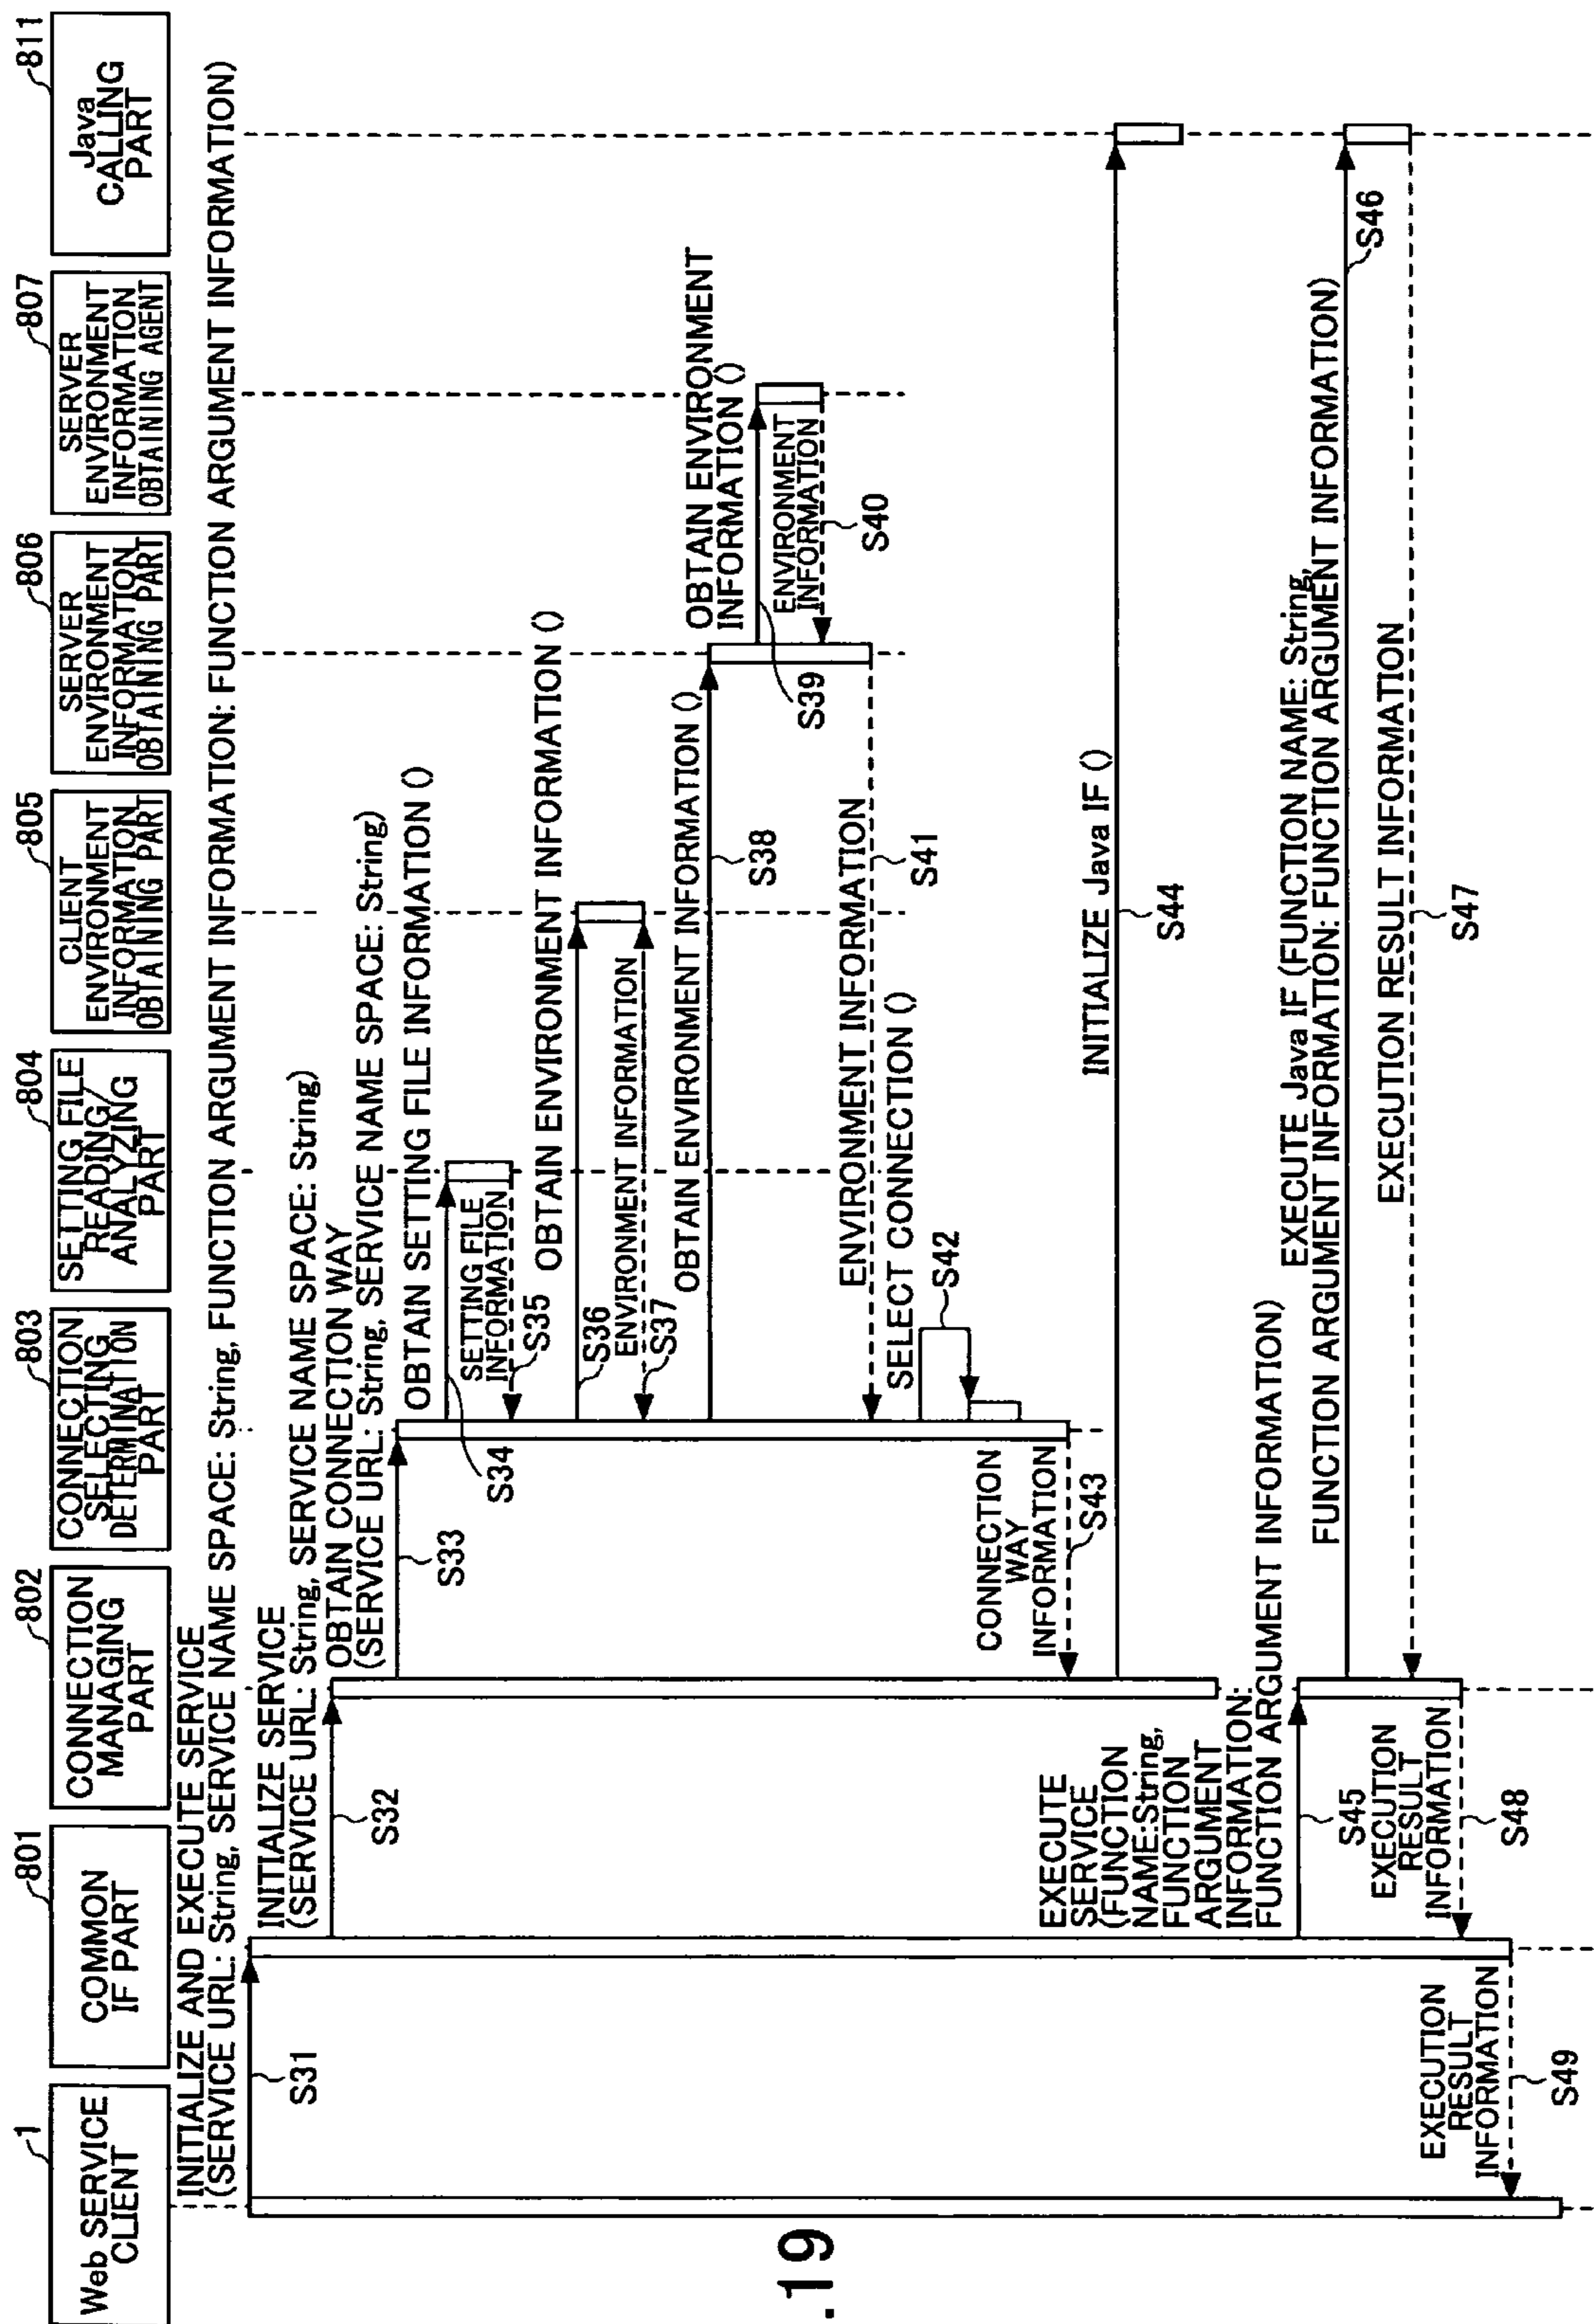 1
Web SERVICE
CLIENT
801
COMMON
IF PART
802
CONNECTION
MANAGING
PART
803
CONNECTION
SELECTING
DETERMINATION
PART
804
SETTING FILE
READING/
ANALYZING
PART
805
CLIENT
ENVIRONMENT
INFORMATION
OBTAINING PART
806
SERVER
ENVIRONMENT
INFORMATION
OBTAINING PART
807
SERVER
ENVIRONMENT
INFORMATION
OBTAINING AGENT
811
Java
CALLING
PART
INITIALIZE AND EXECUTE SERVICE
(SERVICE URL: String, SERVICE NAME SPACE: String, FUNCTION ARGUMENT INFORMATION: FUNCTION ARGUMENT INFORMATION)
S31
INITIALIZE SERVICE
(SERVICE URL: String, SERVICE NAME SPACE: String)
S32
OBTAIN CONNECTION WAY
(SERVICE URL: String, SERVICE NAME SPACE: String)
S33
OBTAIN SETTING FILE INFORMATION ()
S34
SETTING FILE
INFORMATION
S35
OBTAIN ENVIRONMENT INFORMATION ()
S36
ENVIRONMENT INFORMATION
S37
OBTAIN ENVIRONMENT INFORMATION ()
S38
OBTAIN ENVIRONMENT
INFORMATION ()
S39
ENVIRONMENT
INFORMATION
S40
ENVIRONMENT INFORMATION
S41
SELECT CONNECTION ()
S42
CONNECTION
WAY
INFORMATION
S43
INITIALIZE Java IF ()
S44
EXECUTE
SERVICE
(FUNCTION
NAME:String,
FUNCTION
ARGUMENT
INFORMATION:
FUNCTION ARGUMENT INFORMATION)
S45
EXECUTE Java IF (FUNCTION NAME: String,
FUNCTION ARGUMENT INFORMATION: FUNCTION ARGUMENT INFORMATION)
S46
EXECUTION RESULT INFORMATION
S47
EXECUTION
RESULT
INFORMATION
S48
EXECUTION
RESULT
INFORMATION
S49
.19